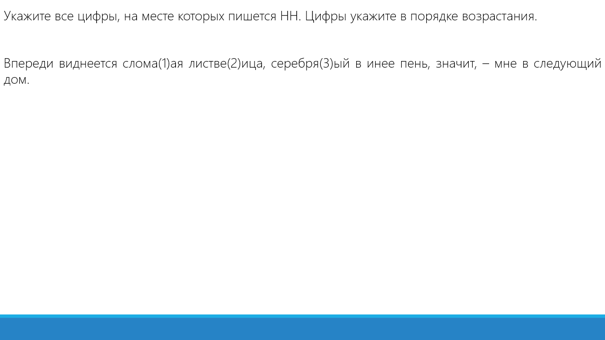 Укажите все цифры, на месте которых пишется НН. Цифры укажите в порядке возрастания.
Впереди виднеется слома(1)ая листве(2)ица, серебря(3)ый в инее пень, значит, – мне в следующий
дом.